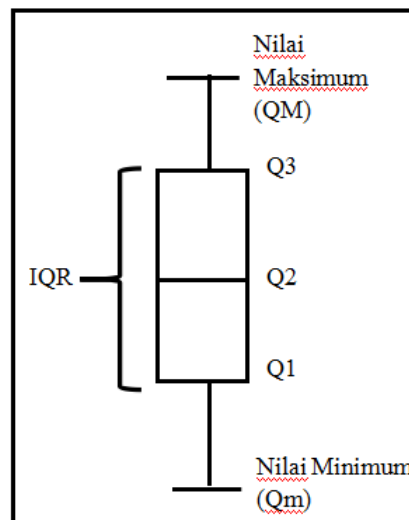 Nilai
Maksimum
(QM)
Q3
IQR
Q2
Q1
Nilai Minimum
(Qm)